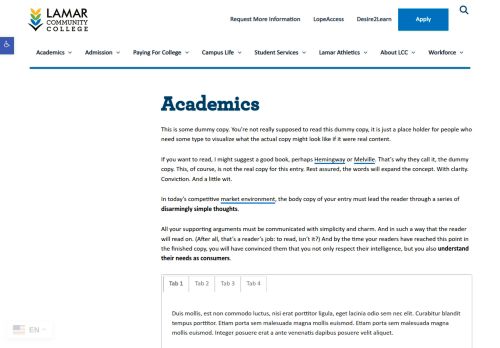 LAMAR
COMMUNITY
COLLEGE
Request More Information LopeAccess Desire2Learn Apply
Academics Admission Paying For College Campus Life Student Services Lamar Athletics About LCC Workforce
Academics
This is some dummy copy. You're not really supposed to read this dummy copy, it is just a place holder for people who
need some type to visualize what the actual copy might look like if it were real content.
If you want to read, I might suggest a good book, perhaps Hemingway or Melville. That's why they call it, the dummy
copy. This, of course, is not the real copy for this entry. Rest assured, the words will expand the concept. With clarity.
Conviction. And a little wit.
In today's competitive market environment, the body copy of your entry must lead the reader through a series of
disarmingly simple thoughts.
All your supporting arguments must be communicated with simplicity and charm. And in such a way that the reader
will read on. (After all, that's a reader's job: to read, isn't it?) And by the time your readers have reached this point in
the finished copy, you will have convinced them that you not only respect their intelligence, but you also understand
their needs as consumers.
Tab 1 Tab 2 Tab 3 Tab 4
Duis mollis, est non commodo luctus, nisi erat porttitor ligula, eget lacinia odio sem nec elit. Curabitur blandit
tempus porttitor. Etiam porta sem malesuada magna mollis euismod. Etiam porta sem malesuada magna
mollis euismod. Integer posuere erat a ante venenatis dapibus posuere velit aliquet.
EN